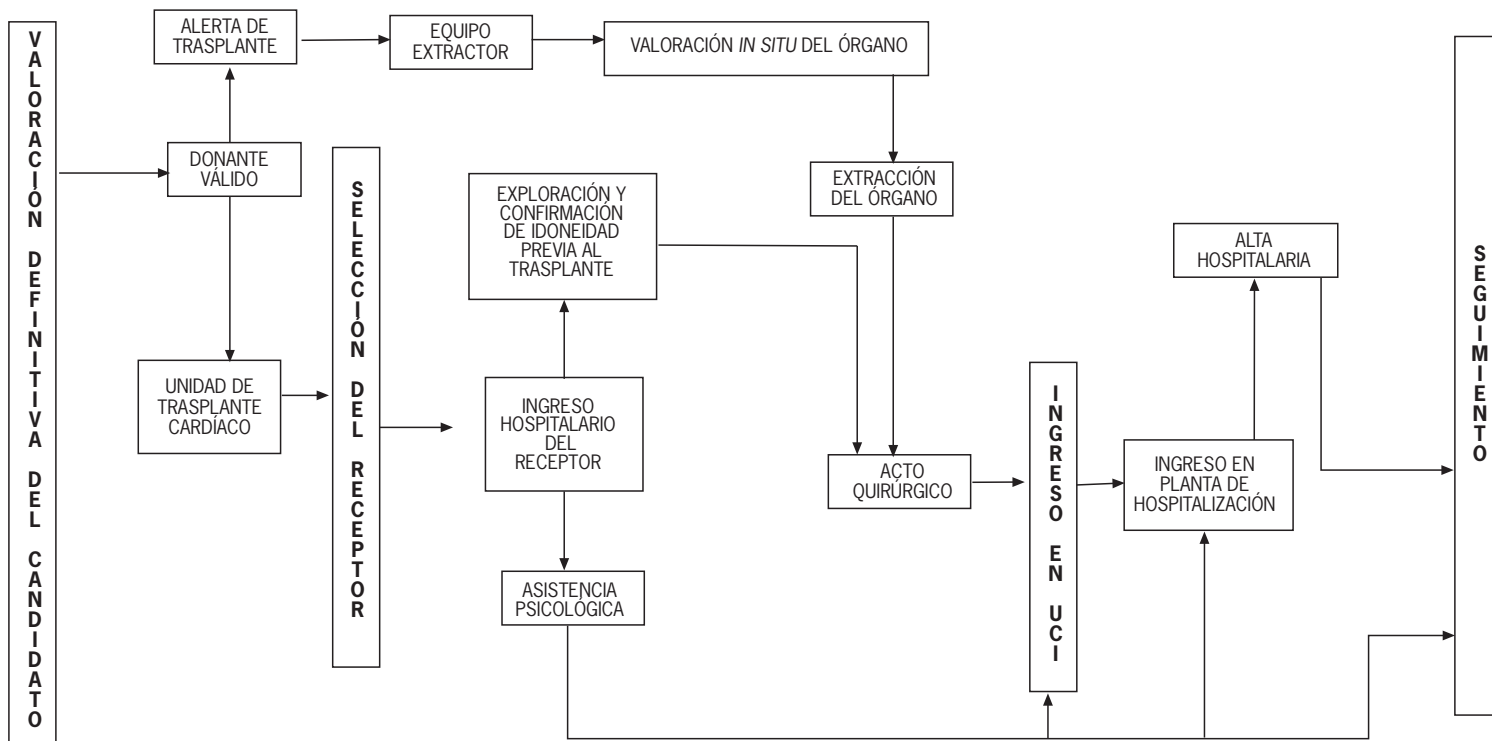 VALORACIÓN DEFINITIVA DEL CANDIDATO
ALERTA DE
TRASPLANTE
EQUIPO
EXTRACTOR
VALORACIÓN IN SITU DEL ÓRGANO
DONANTE
VÁLIDO
UNIDAD DE
TRASPLANTE
CARDÍACO
SELECCIÓN DEL RECEPTOR
EXPLORACIÓN Y
CONFIRMACIÓN
DE IDONEIDAD
PREVIA AL
TRASPLANTE
INGRESO
HOSPITALARIO
DEL
RECEPTOR
ASISTENCIA
PSICOLÓGICA
EXTRACCIÓN
DEL ÓRGANO
ACTO
QUIRÚRGICO
INGRESO EN UCI
INGRESO EN
PLANTA DE
HOSPITALIZACIÓN
ALTA
HOSPITALARIA
SEGUIMIENTO